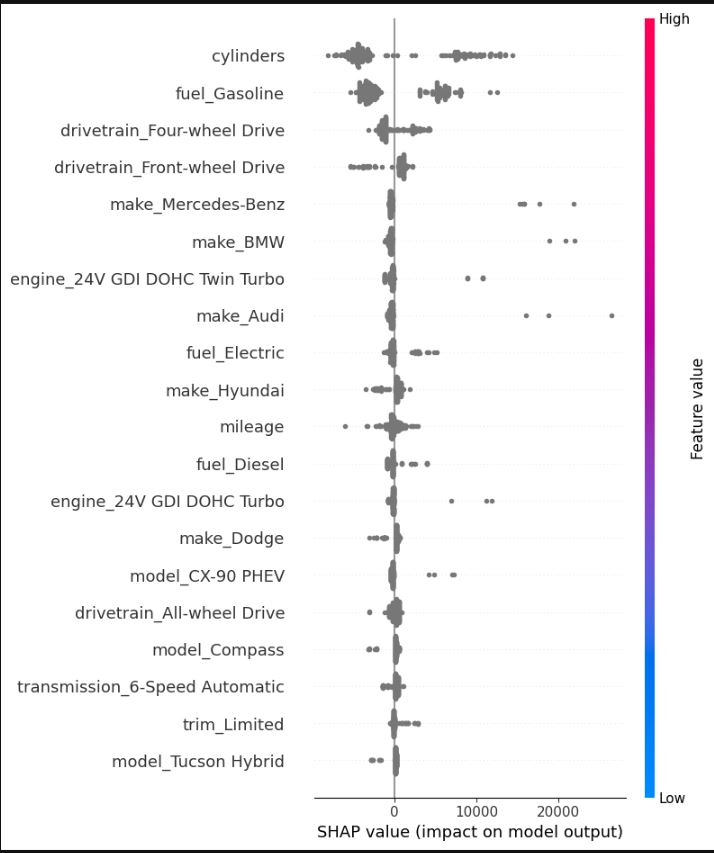 High
cylinders
fuel_Gasoline
drivetrain_Four-wheel Drive
drivetrain_Front-wheel Drive
make_Mercedes-Benz
make_BMW
engine_24V GDI DOHC Twin Turbo
make_Audi
fuel_Electric
make_Hyundai
mileage
fuel_Diesel
engine_24V GDI DOHC Turbo
make_Dodge
model_CX-90 PHEV
drivetrain_All-wheel Drive
model_Compass
transmission_6-Speed Automatic
trim_Limited
model_Tucson Hybrid
Feature value
Low
0 10000 20000
SHAP value (impact on model output)